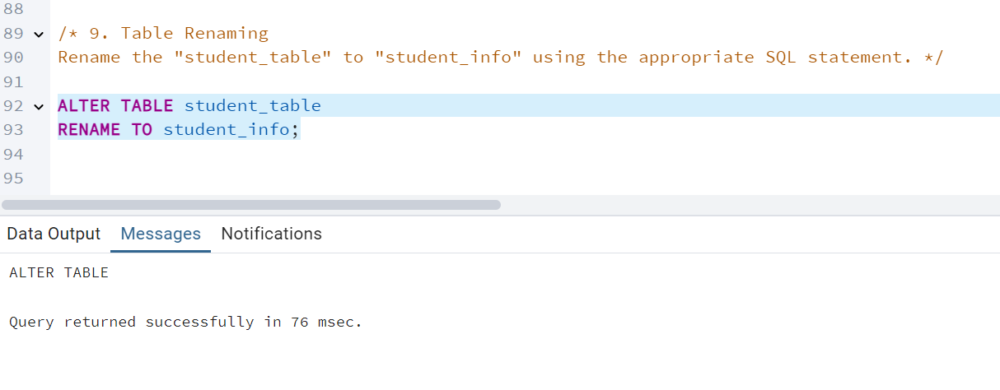 88
89 /* 9. Table Renaming
90 Rename the "student_table" to "student_info" using the appropriate SQL statement. */
91
92 ALTER TABLE student_table
93 RENAME TO student_info;
94
95
Data Output Messages Notifications
ALTER TABLE
Query returned successfully in 76 msec.